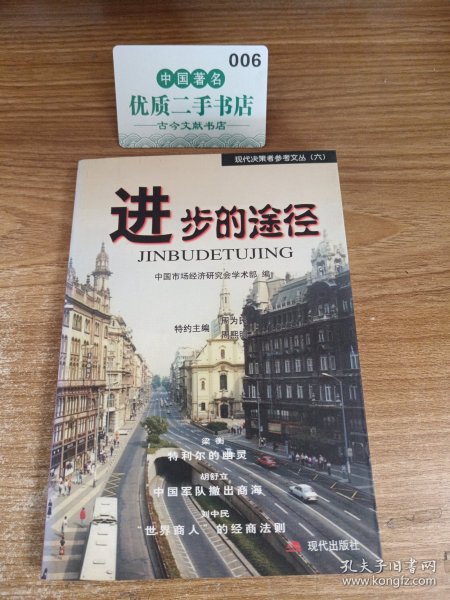 006
中国著名
优质二手书店
古今文献书店
现代决策者参考文丛（六）
进步的途径
JINBUDETUJING
中国市场经济研究会学术部 编
特约主编
为民
周熙
梁衡
特利尔的幽灵
胡舒立
中国军队撤出商海
刘中民
“世界商人”的经商法则
现代出版社
孔夫子旧书网
www.kongfz.com